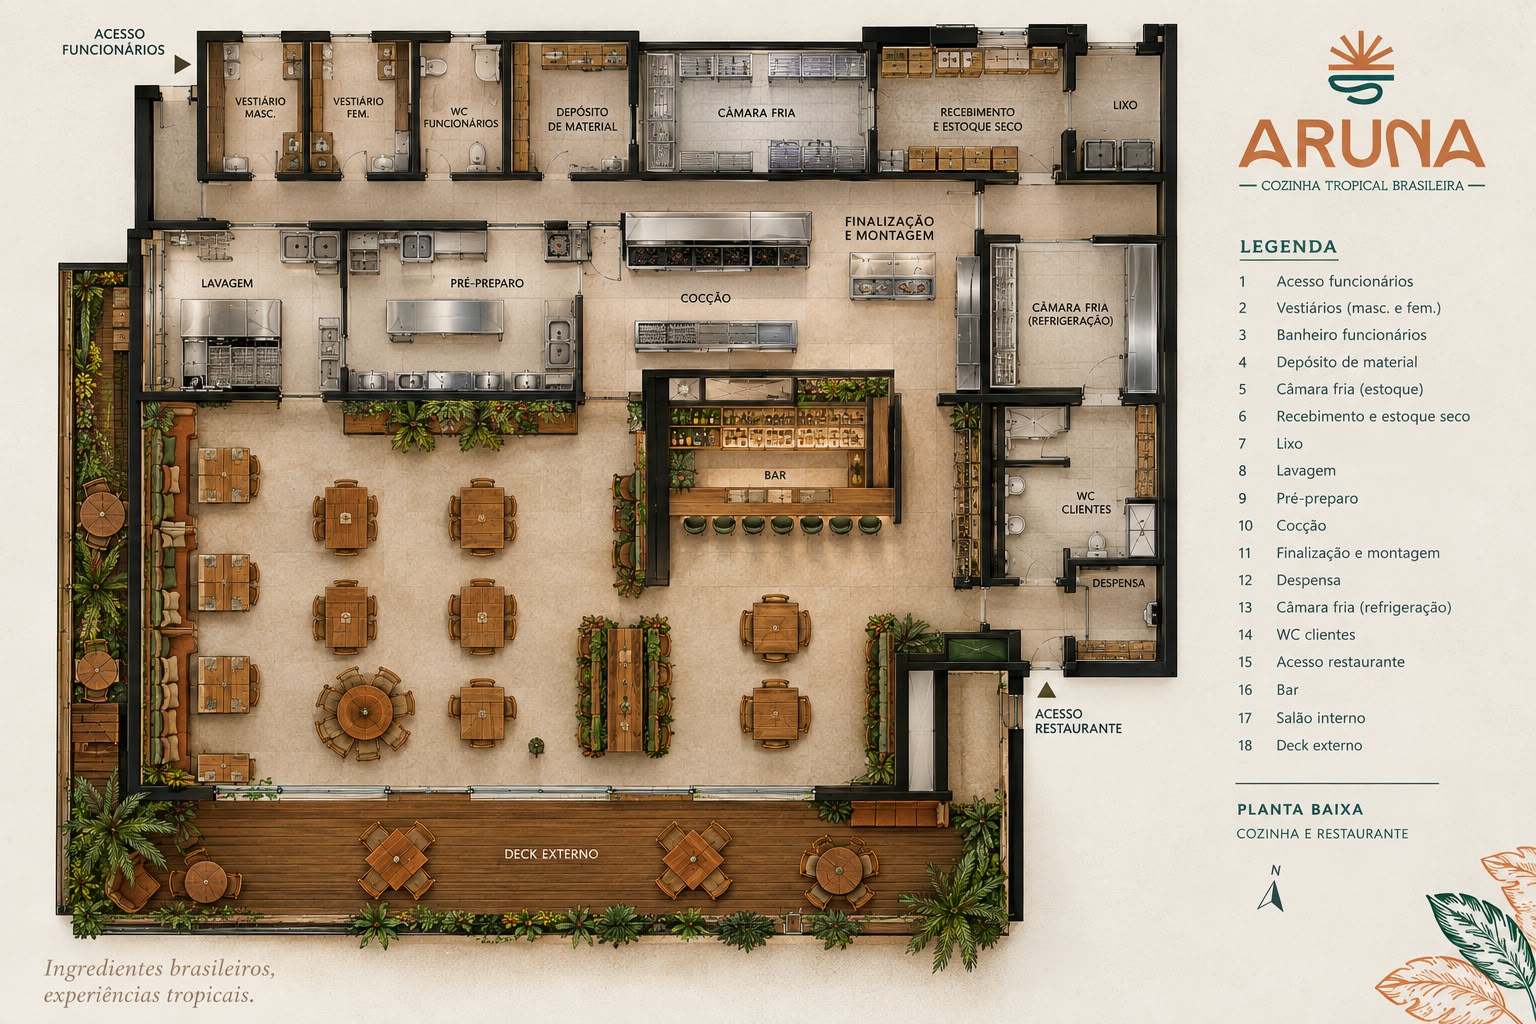 ACESSO
FUNCIONÁRIOS
VESTIÁRIO
MASC.
VESTIÁRIO
FEM.
WC
FUNCIONÁRIOS
DEPÓSITO
DE MATERIAL
CÂMARA FRIA
RECEBIMENTO
E ESTOQUE SECO
LIXO
LAVAGEM
PRÉ-PREPARO
COCÇÃO
FINALIZAÇÃO
E MONTAGEM
CÂMARA FRIA
(REFRIGERAÇÃO)
BAR
WC
CLIENTES
DESPENSA
ACESSO
RESTAURANTE
DECK EXTERNO
Ingredientes brasileiros,
experiências tropicais.
ARUNA
COZINHA TROPICAL BRASILEIRA
LEGENDA
1 Acesso funcionários
2 Vestiários (masc. e fem.)
3 Banheiro funcionários
4 Depósito de material
5 Câmara fria (estoque)
6 Recebimento e estoque seco
7 Lixo
8 Lavagem
9 Pré-preparo
10 Cocção
11 Finalização e montagem
12 Despensa
13 Câmara fria (refrigeração)
14 WC clientes
15 Acesso restaurante
16 Bar
17 Salão interno
18 Deck externo
PLANTA BAIXA
COZINHA E RESTAURANTE
N